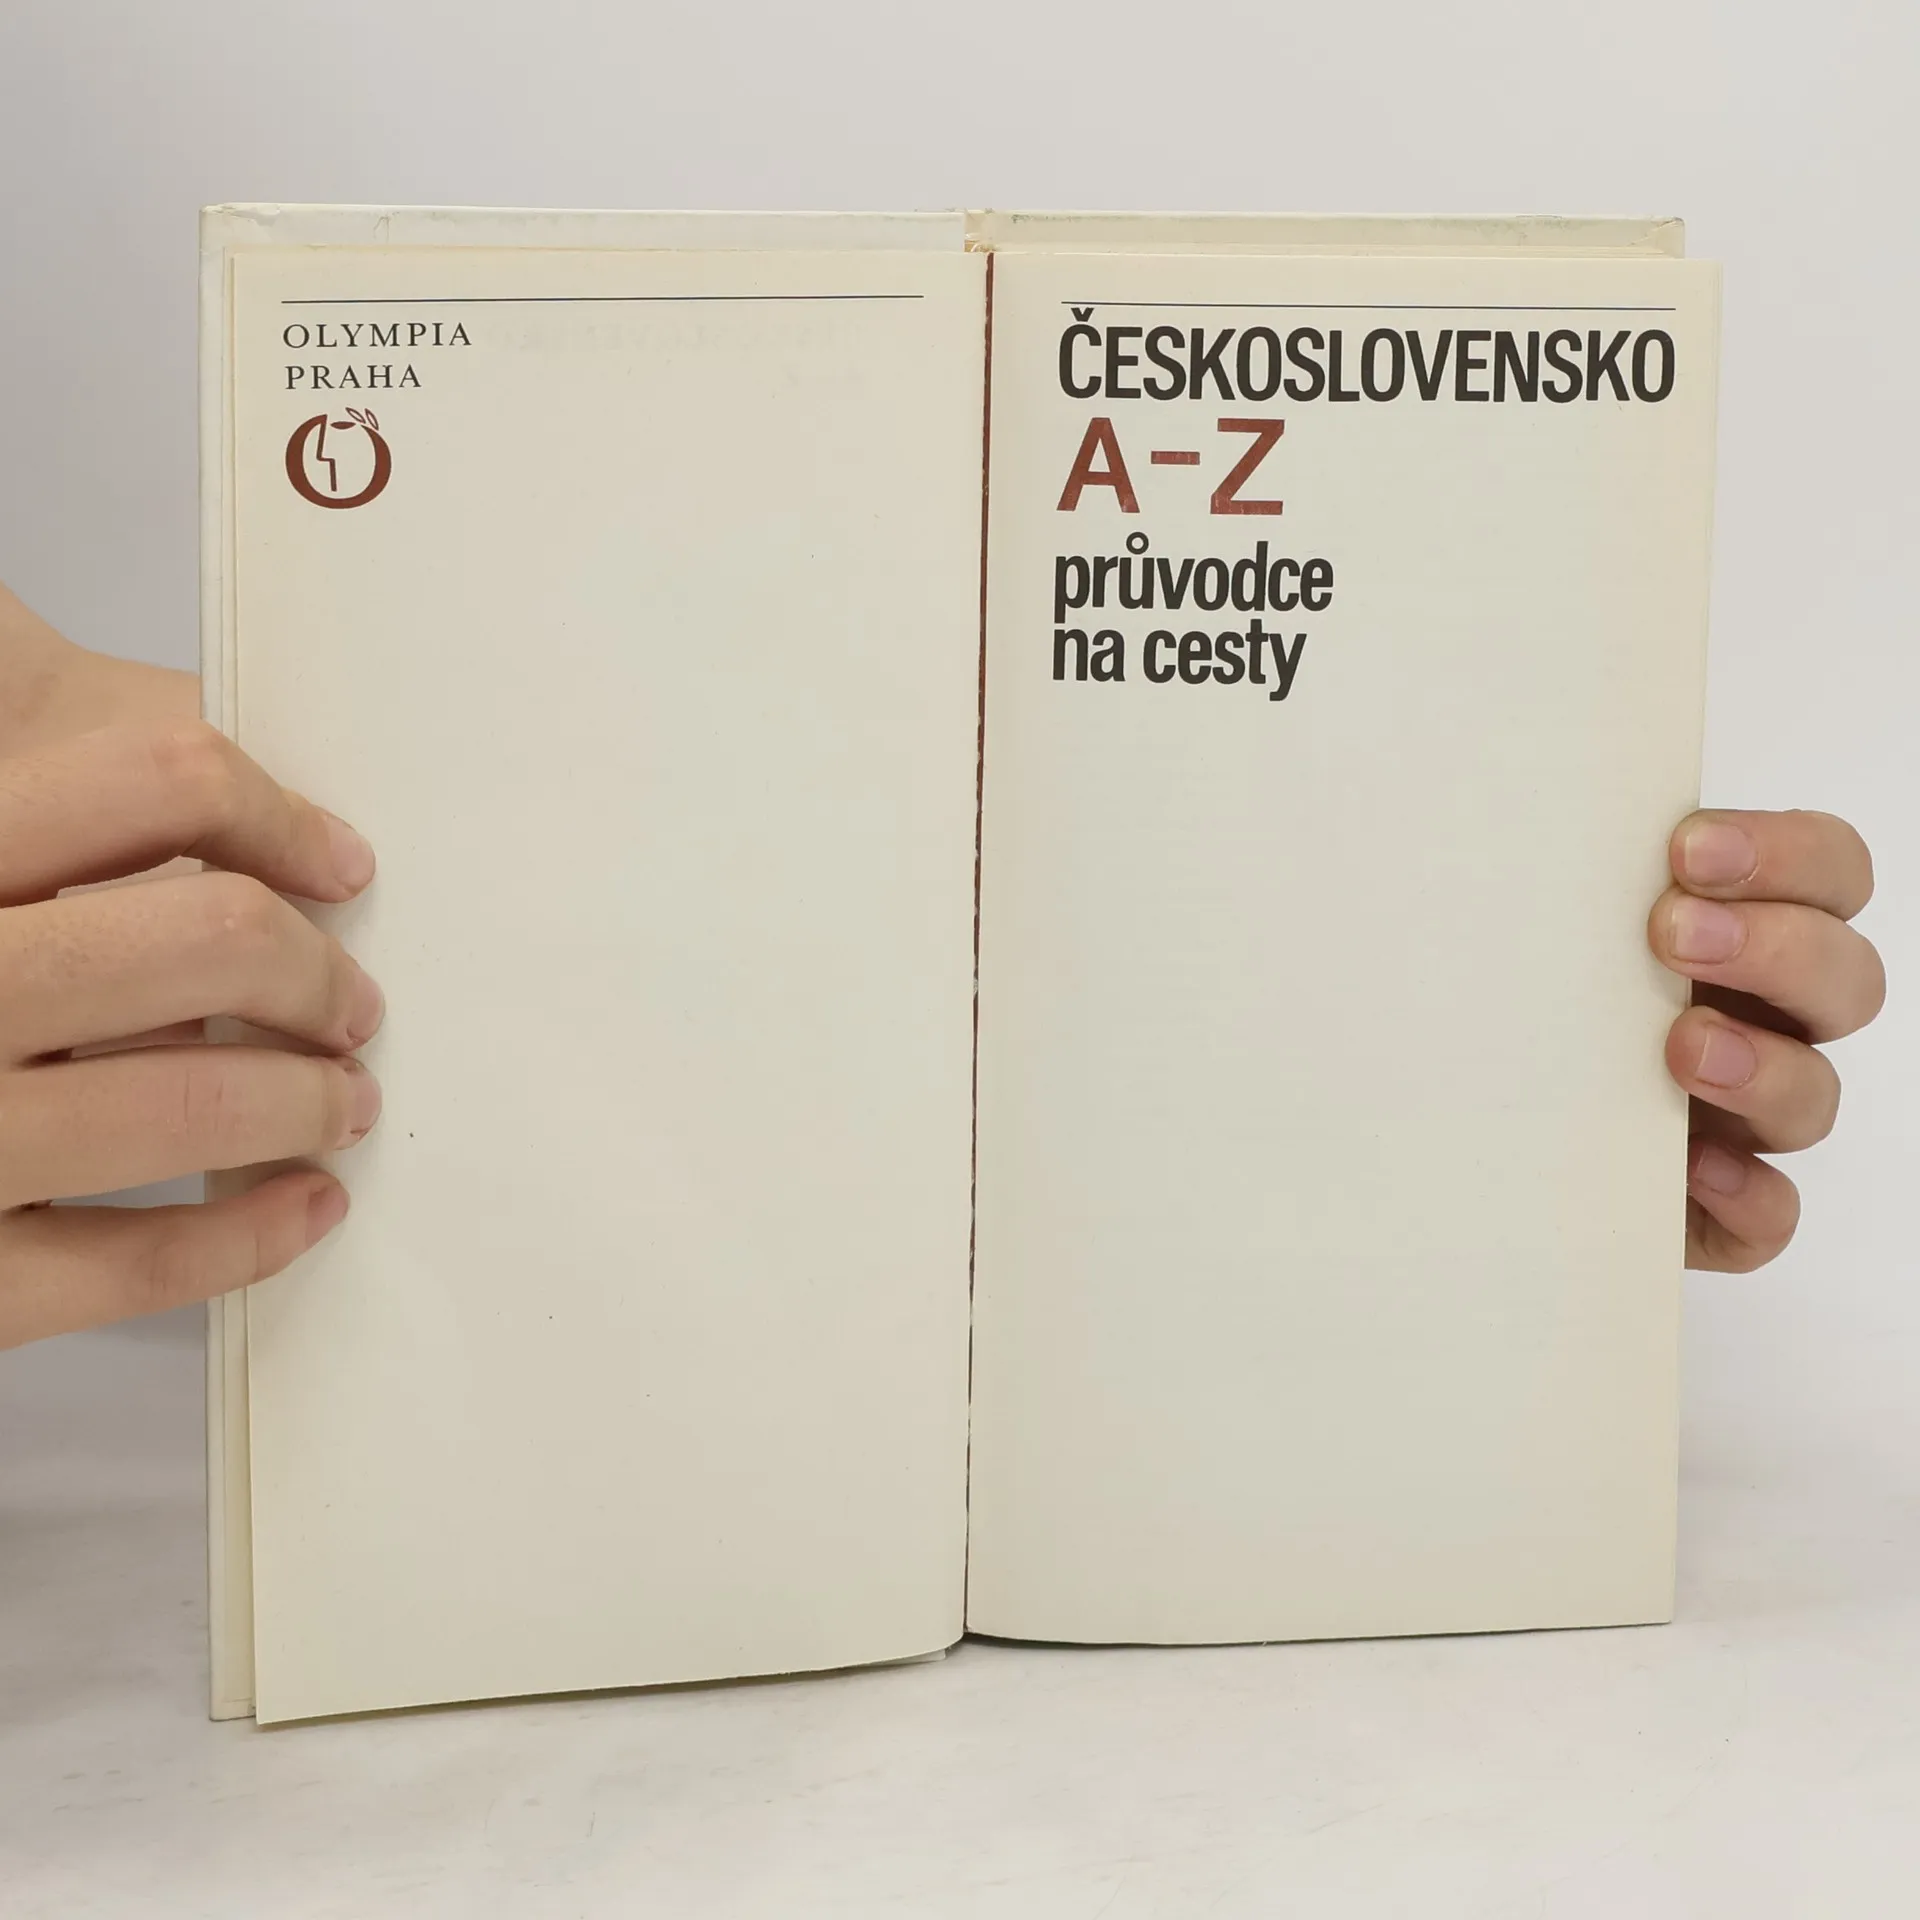 OLYMPIA
PRAHA
ČESKOSLOVENSKO
A–Z
průvodce
na cesty